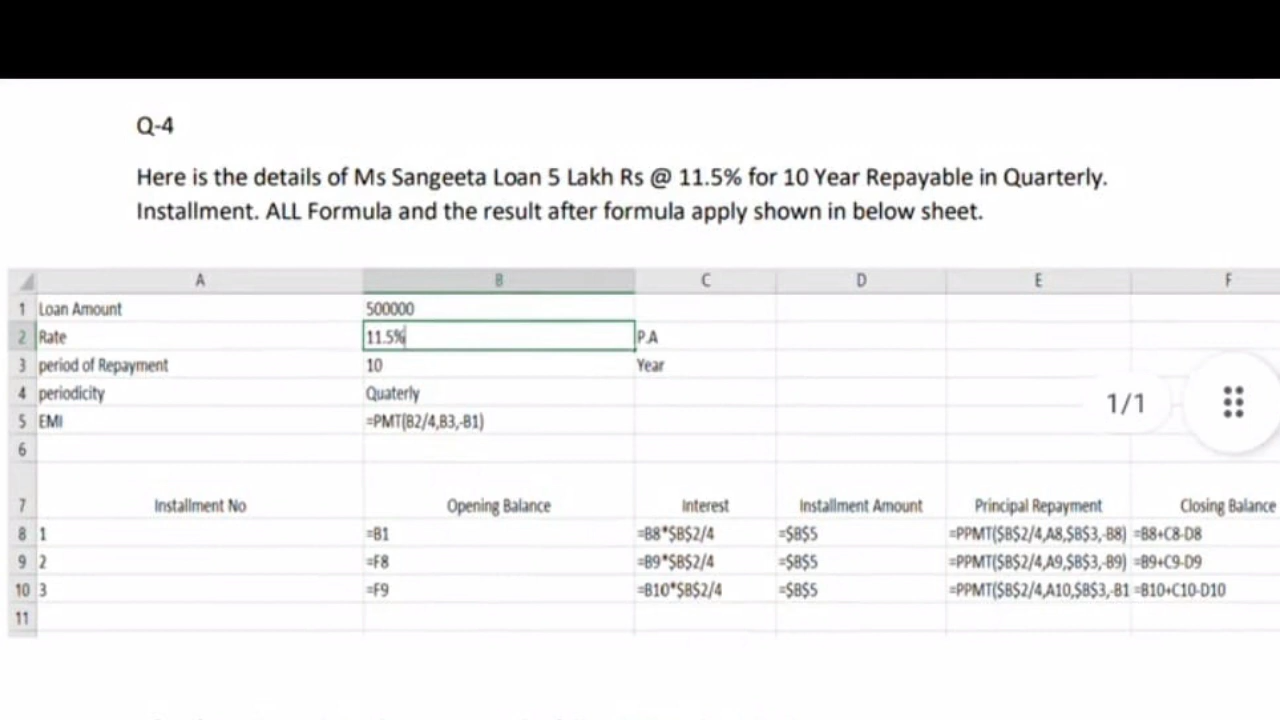 Q-4
Here is the details of Ms Sangeeta Loan 5 Lakh Rs @ 11.5% for 10 Year Repayable in Quarterly.
Installment. ALL Formula and the result after formula apply shown in below sheet.
A B C D E F
1 Loan Amount 500000
2 Rate 11.5% P.A
3 period of Repayment 10 Year
4 periodicity Quaterly
1/1
5 EMI =PMT(B2/4,B3,-B1)
6
7 Installment No Opening Balance Interest Installment Amount Principal Repayment Closing Balance
8 1 =B1 =B8*$B$2/4 =$B$5 =PPMT($B$2/4,A8,$B$3,-B8) =B8+C8-D8
9 2 =F8 =B9*$B$2/4 =$B$5 =PPMT($B$2/4,A9,$B$3,-B9) =B9+C9-D9
10 3 =F9 =B10*$B$2/4 =$B$5 =PPMT($B$2/4,A10,$B$3,-B1 =B10+C10-D10
11